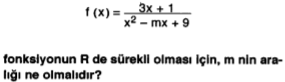 f (x) = 3x + 1 / x² – mx + 9
fonksiyonun R de sürekli olması için, m nin ara-
lığı ne olmalıdır?